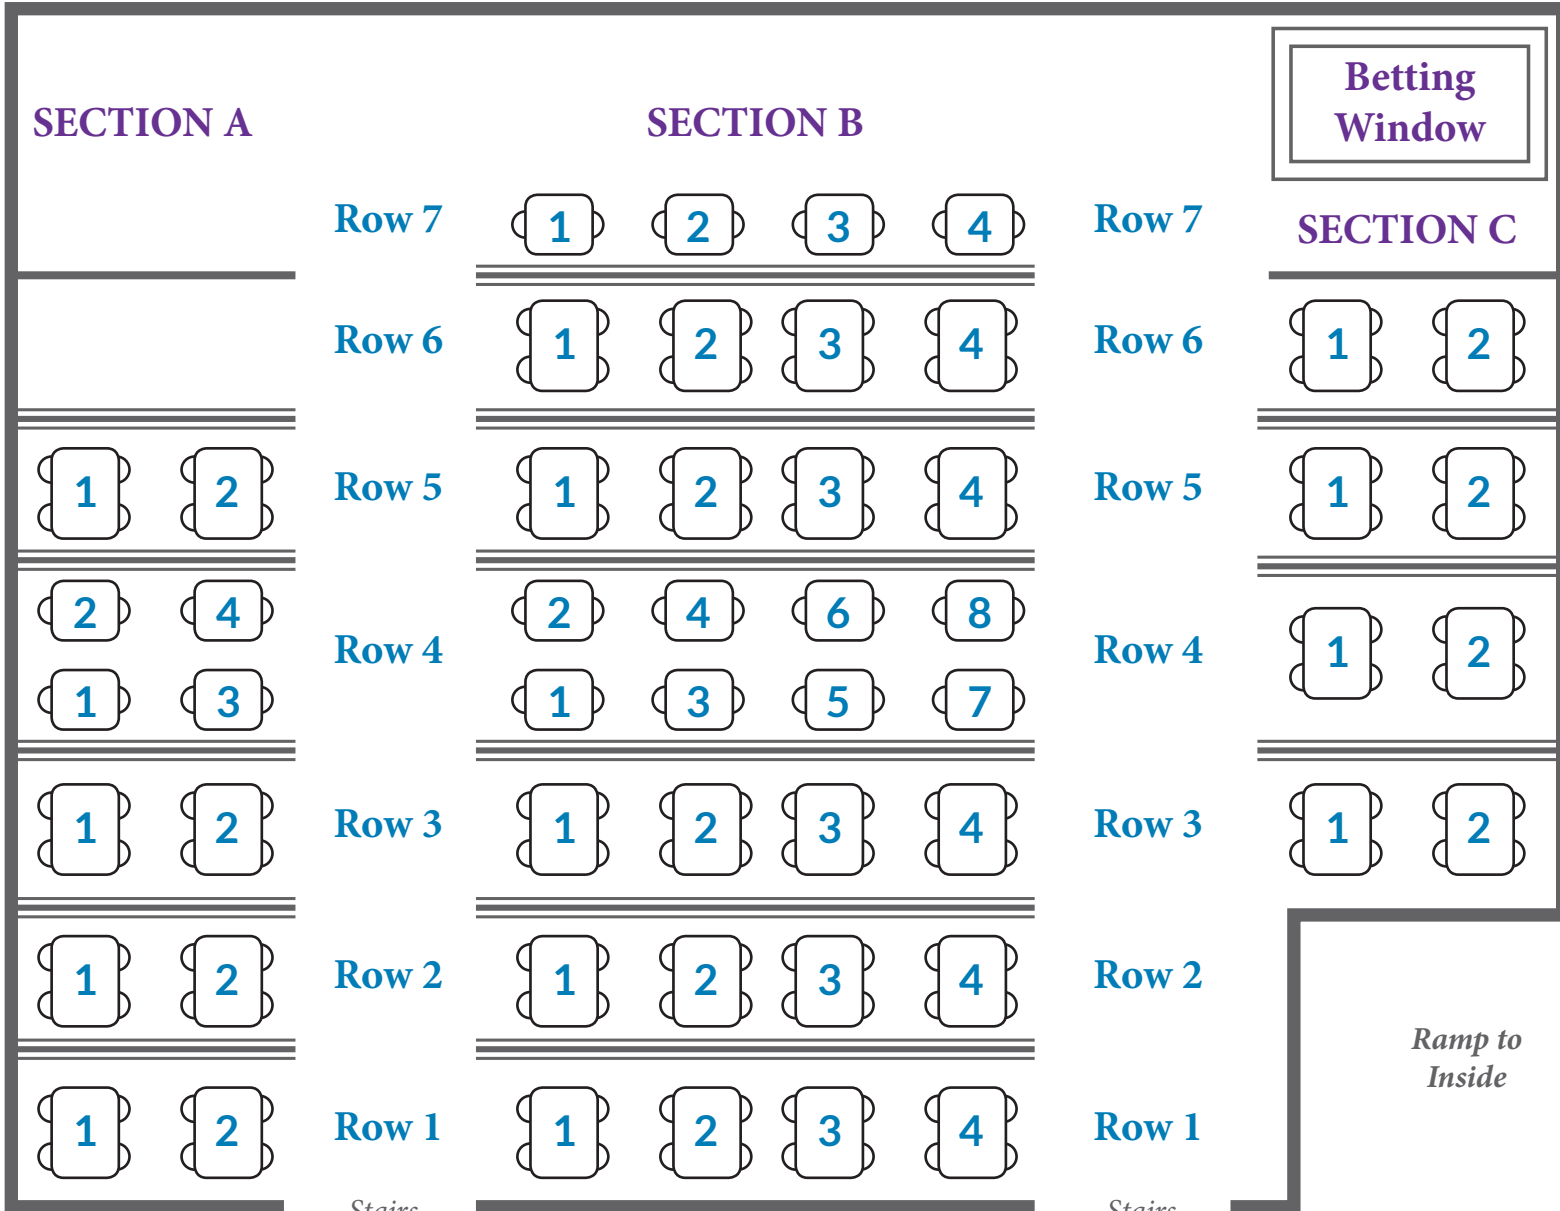 Betting
Window
SECTION A
SECTION B
SECTION C
Row 7
1 2 3 4
Row 7
Row 6
1 2 3 4
Row 6
1 2
1 2
Row 5
1 2 3 4
Row 5
1 2
2 4
2 4 6 8
Row 4
Row 4
1 2
1 3
1 3 5 7
1 2
Row 3
1 2 3 4
Row 3
1 2
1 2
Row 2
1 2 3 4
Row 2
Ramp to
Inside
1 2
Row 1
1 2 3 4
Row 1
Stairs
Stairs